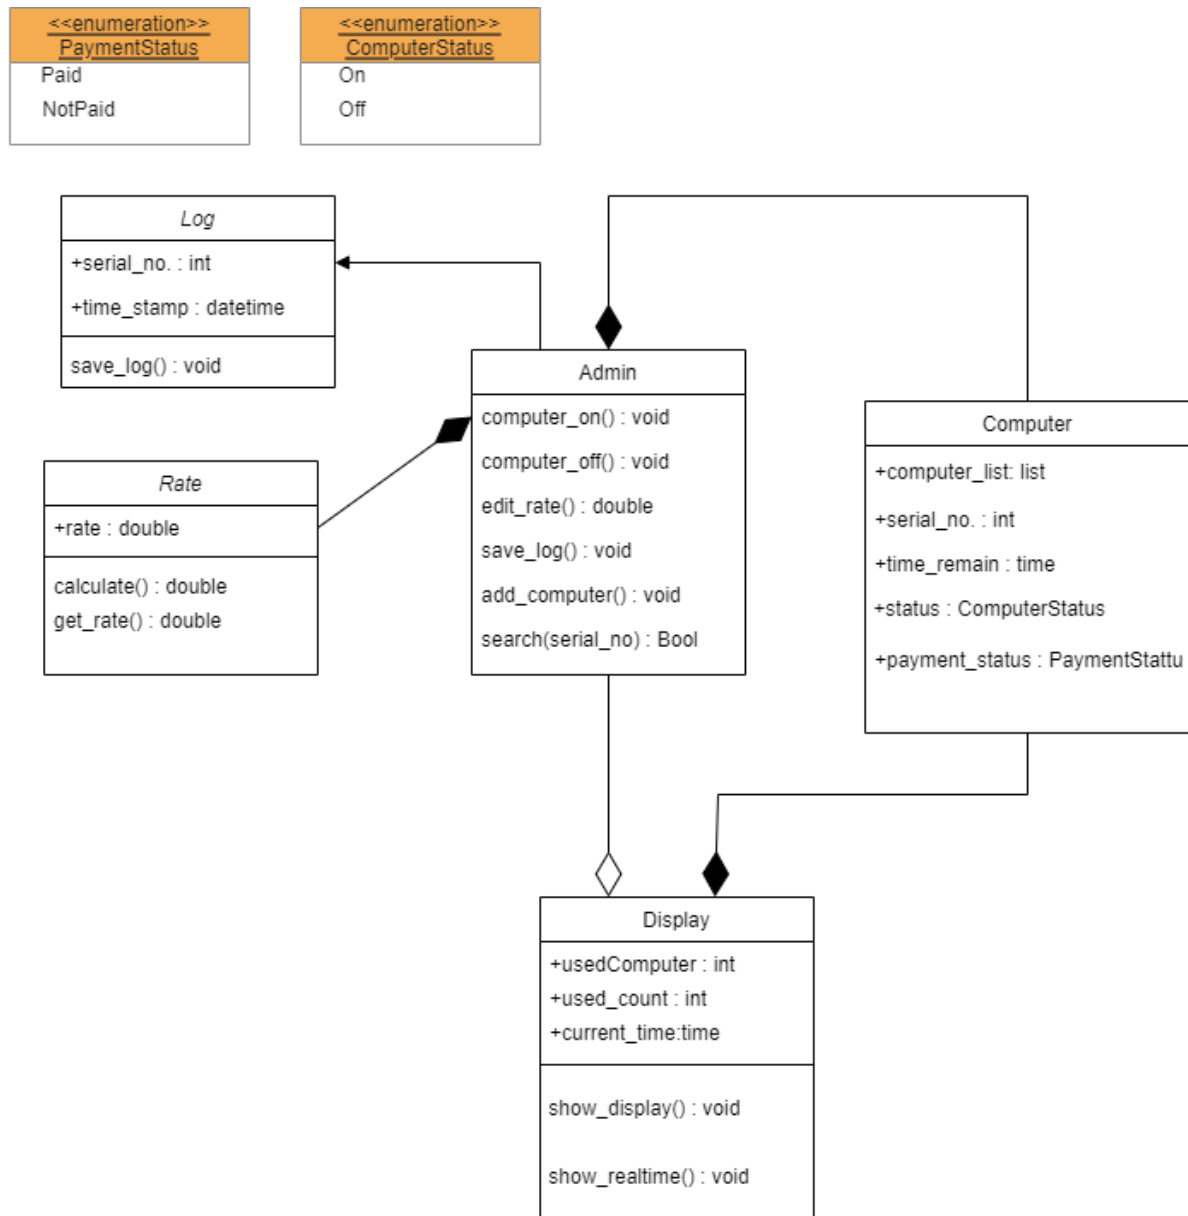 <<enumeration>>
PaymentStatus
Paid
NotPaid
<<enumeration>>
ComputerStatus
On
Off
Log
+serial_no. : int
+time_stamp : datetime
save_log() : void
Admin
computer_on() : void
computer_off() : void
edit_rate() : double
save_log() : void
add_computer() : void
search(serial_no) : Bool
Computer
+computer_list: list
+serial_no. : int
+time_remain : time
+status : ComputerStatus
+payment_status : PaymentStattu
Rate
+rate : double
calculate() : double
get_rate() : double
Display
+usedComputer : int
+used_count : int
+current_time:time
show_display() : void
show_realtime() : void